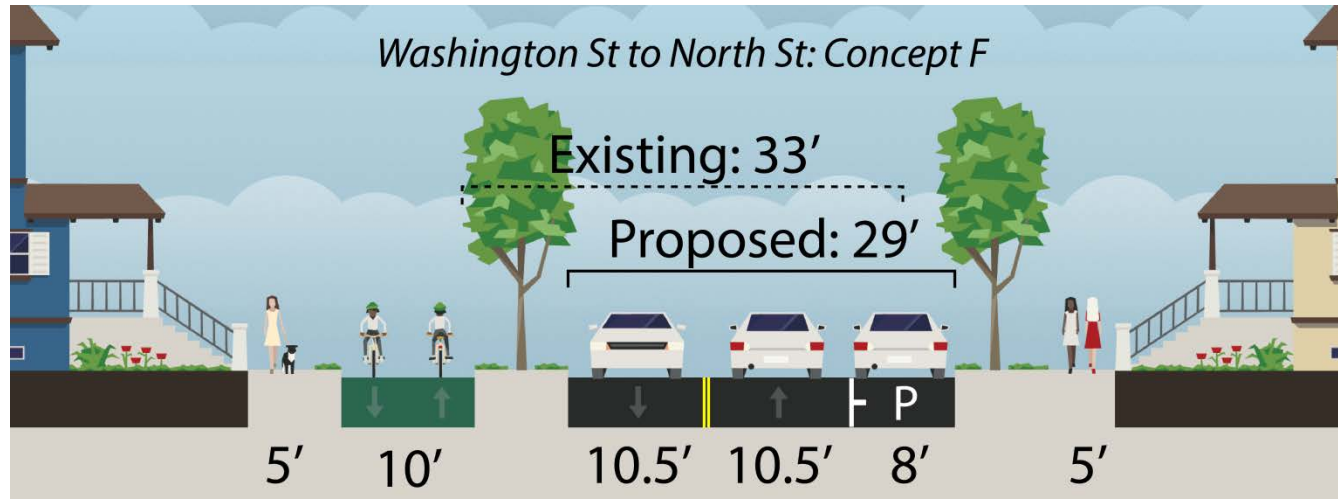 Washington St to North St: Concept F
Existing: 33’
Proposed: 29’
P
5’ 10’ 10.5’ 10.5’ 8’ 5’